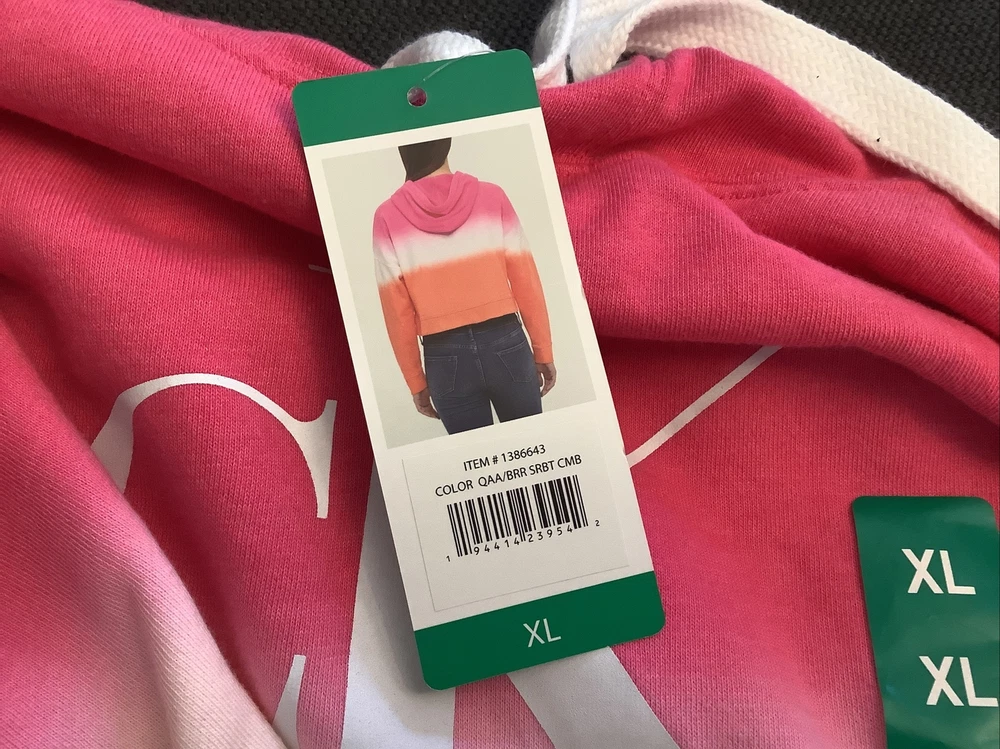 ITEM # 1386643
COLOR QAA/BRR SRBT CMB
1 94414 23954 2
XL
XL
XL